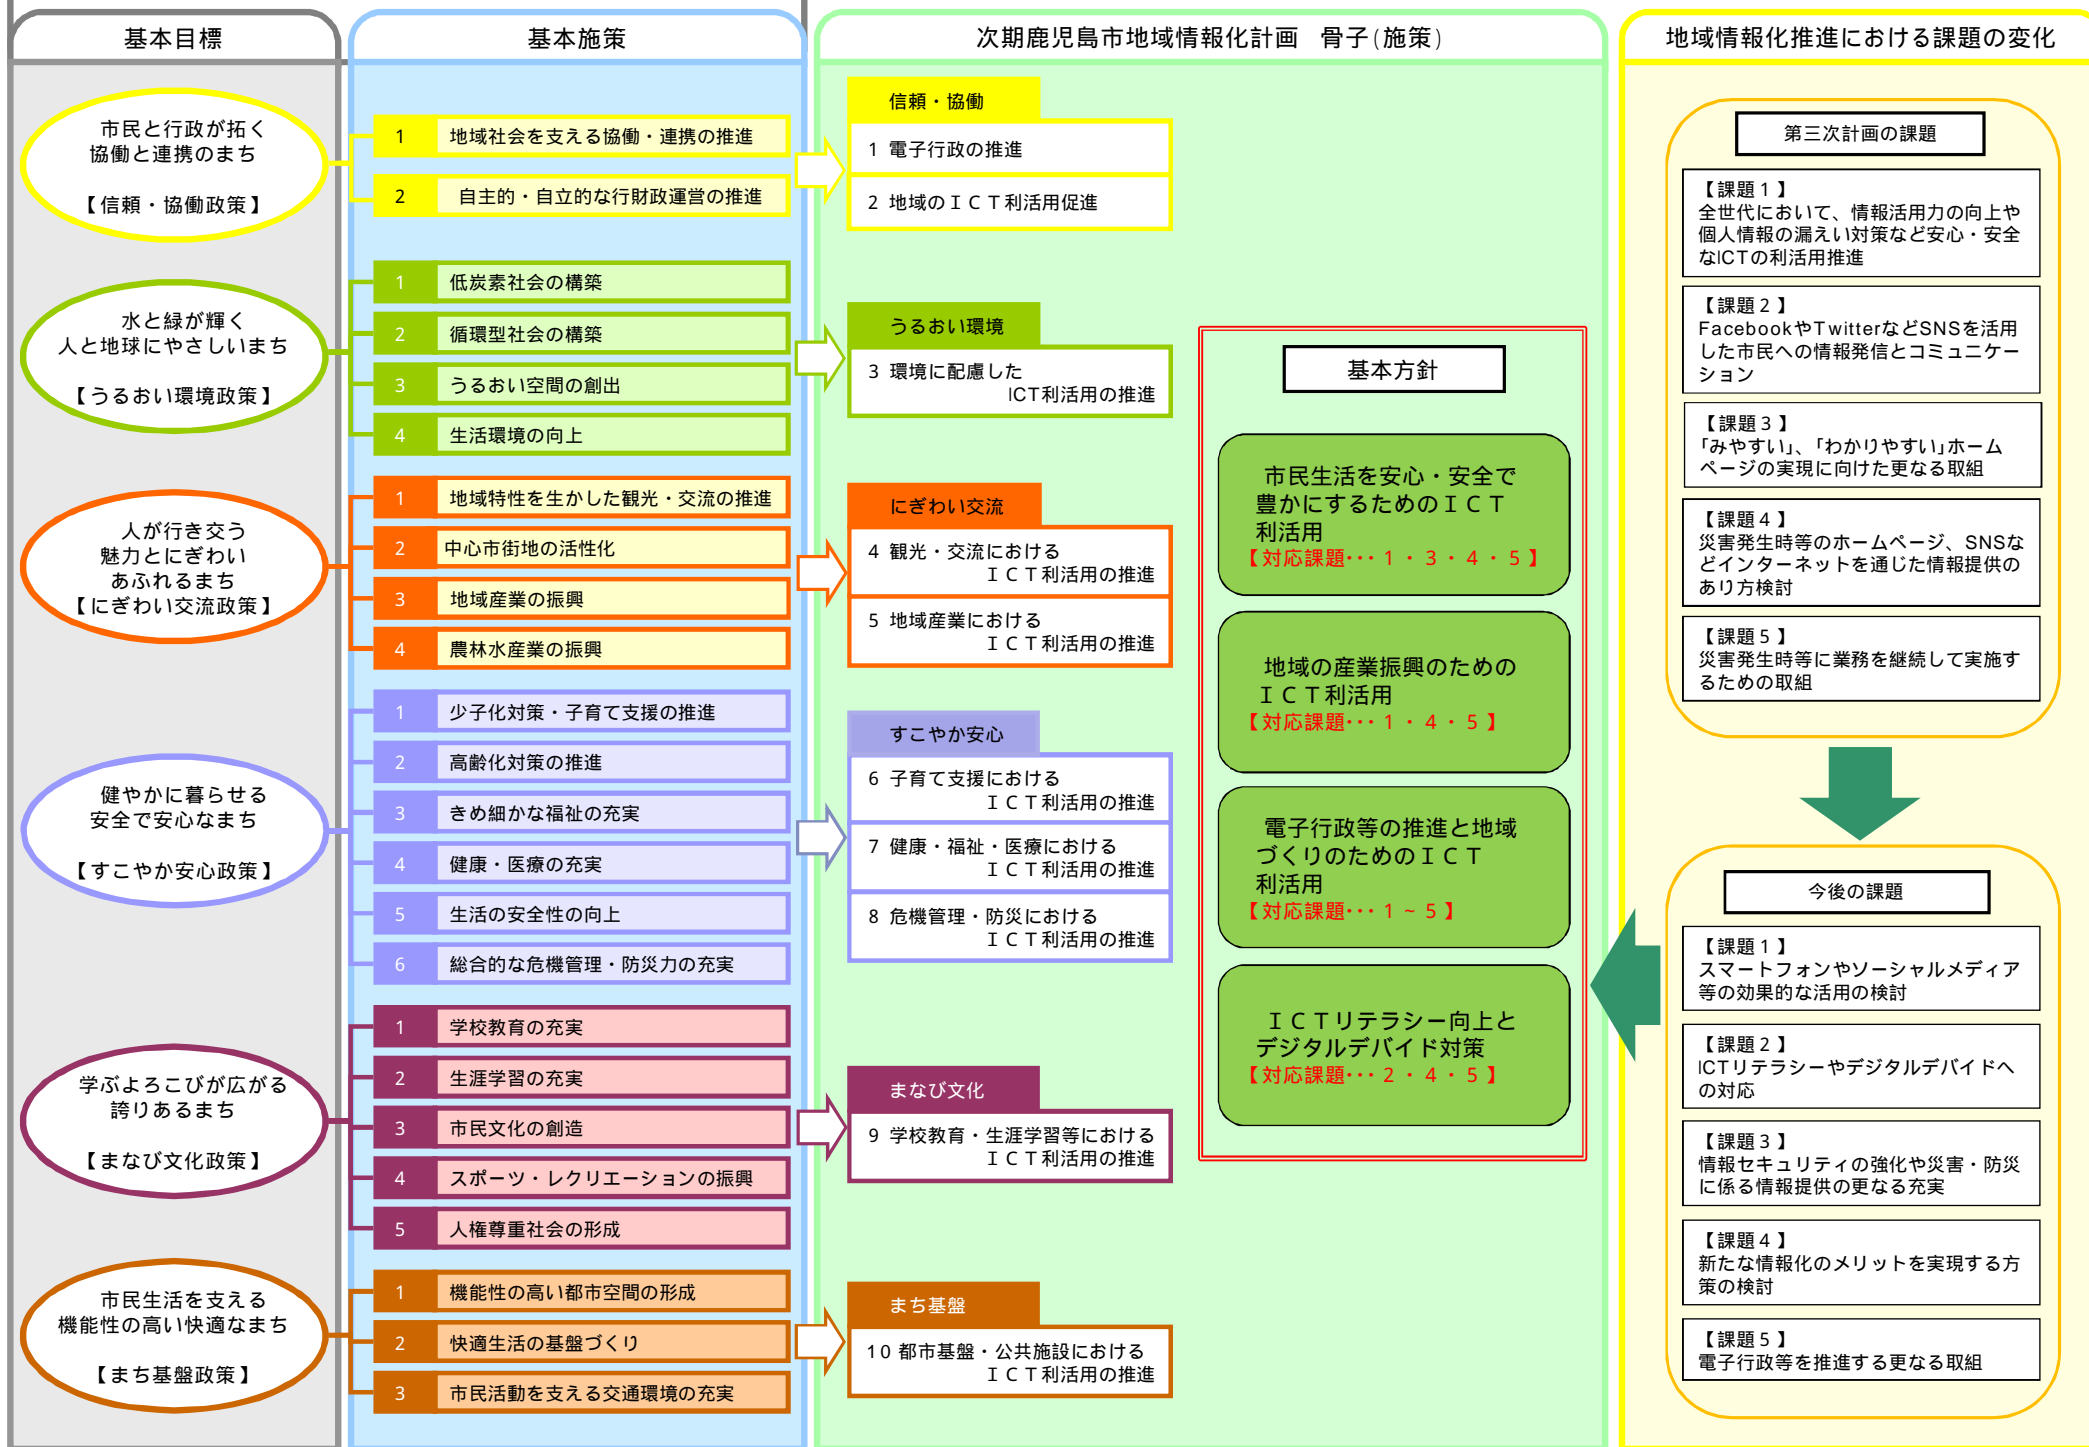 基本目標
市民と行政が拓く
協働と連携のまち
【信頼・協働政策】
水と緑が輝く
人と地球にやさしいまち
【うるおい環境政策】
人が行き交う
魅力とにぎわい
あふれるまち
【にぎわい交流政策】
健やかに暮らせる
安全で安心なまち
【すこやか安心政策】
学ぶよろこびが広がる
誇りあるまち
【まなび文化政策】
市民生活を支える
機能性の高い快適なまち
【まち基盤政策】
基本施策
1 地域社会を支える協働・連携の推進
2 自主的・自立的な行財政運営の推進
1 低炭素社会の構築
2 循環型社会の構築
3 うるおい空間の創出
4 生活環境の向上
1 地域特性を生かした観光・交流の推進
2 中心市街地の活性化
3 地域産業の振興
4 農林水産業の振興
1 少子化対策・子育て支援の推進
2 高齢化対策の推進
3 きめ細かな福祉の充実
4 健康・医療の充実
5 生活の安全性の向上
6 総合的な危機管理・防災力の充実
1 学校教育の充実
2 生涯学習の充実
3 市民文化の創造
4 スポーツ・レクリエーションの振興
5 人権尊重社会の形成
1 機能性の高い都市空間の形成
2 快適生活の基盤づくり
3 市民活動を支える交通環境の充実
次期鹿児島市地域情報化計画　骨子(施策)
信頼・協働
1 電子行政の推進
2 地域のＩＣＴ利活用促進
うるおい環境
3 環境に配慮した
ICT利活用の推進
にぎわい交流
4 観光・交流における
ＩＣＴ利活用の推進
5 地域産業における
ＩＣＴ利活用の推進
すこやか安心
6 子育て支援における
ＩＣＴ利活用の推進
7 健康・福祉・医療における
ＩＣＴ利活用の推進
8 危機管理・防災における
ＩＣＴ利活用の推進
まなび文化
9 学校教育・生涯学習等における
ＩＣＴ利活用の推進
まち基盤
10 都市基盤・公共施設における
ＩＣＴ利活用の推進
基本方針
市民生活を安心・安全で
豊かにするためのＩＣＴ
利活用
【対応課題･･･１・３・４・５】
地域の産業振興のための
ＩＣＴ利活用
【対応課題･･･１・４・５】
電子行政等の推進と地域
づくりのためのＩＣＴ
利活用
【対応課題･･･１~５】
ＩＣＴリテラシー向上と
デジタルデバイド対策
【対応課題･･･２・４・５】
地域情報化推進における課題の変化
第三次計画の課題
【課題１】
全世代において、情報活用力の向上や
個人情報の漏えい対策など安心・安全
なICTの利活用推進
【課題２】
FacebookやTwitterなどSNSを活用
した市民への情報発信とコミュニケー
ション
【課題３】
｢みやすい｣、｢わかりやすい｣ホーム
ページの実現に向けた更なる取組
【課題４】
災害発生時等のホームページ、SNSな
どインターネットを通じた情報提供の
あり方検討
【課題５】
災害発生時等に業務を継続して実施す
るための取組
今後の課題
【課題１】
スマートフォンやソーシャルメディア
等の効果的な活用の検討
【課題２】
ICTリテラシーやデジタルデバイドへ
の対応
【課題３】
情報セキュリティの強化や災害・防災
に係る情報提供の更なる充実
【課題４】
新たな情報化のメリットを実現する方
策の検討
【課題５】
電子行政等を推進する更なる取組